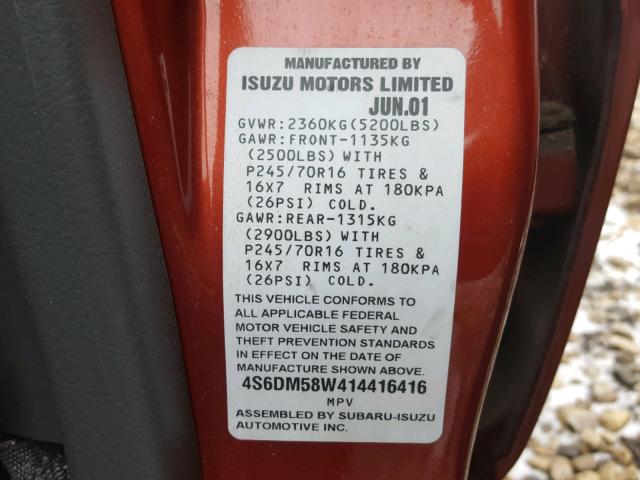 MANUFACTURED BY
ISUZU MOTORS LIMITED
JUN.01
GVWR:2360KG(5200LBS)
GAWR:FRONT-1135KG
(2500LBS) WITH
P245/70R16 TIRES &
16X7 RIMS AT 180KPA
(26PSI) COLD.
GAWR:REAR-1315KG
(2900LBS) WITH
P245/70R16 TIRES &
16X7 RIMS AT 180KPA
(26PSI) COLD.
THIS VEHICLE CONFORMS TO
ALL APPLICABLE FEDERAL
MOTOR VEHICLE SAFETY AND
THEFT PREVENTION STANDARDS
IN EFFECT ON THE DATE OF
MANUFACTURE SHOWN ABOVE.
4S6DM58W414416416
MPV
ASSEMBLED BY SUBARU-ISUZU
AUTOMOTIVE INC.